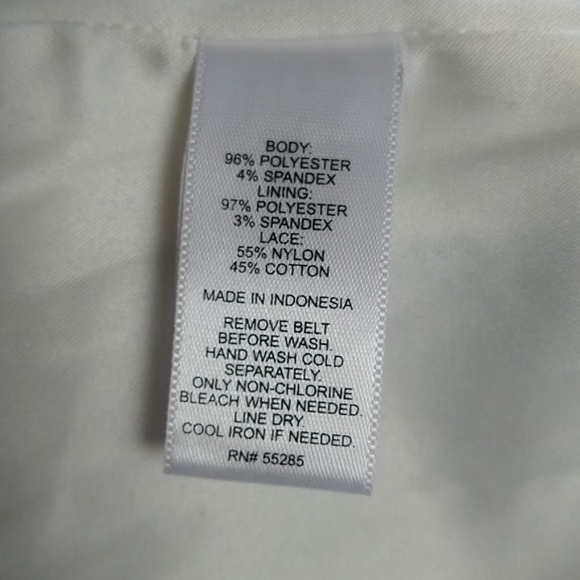 BODY:
96% POLYESTER
4% SPANDEX
LINING:
97% POLYESTER
3% SPANDEX
LACE:
55% NYLON
45% COTTON
MADE IN INDONESIA
REMOVE BELT
BEFORE WASH.
HAND WASH COLD
SEPARATELY.
ONLY NON-CHLORINE
BLEACH WHEN NEEDED.
LINE DRY.
COOL IRON IF NEEDED.
RN# 55285